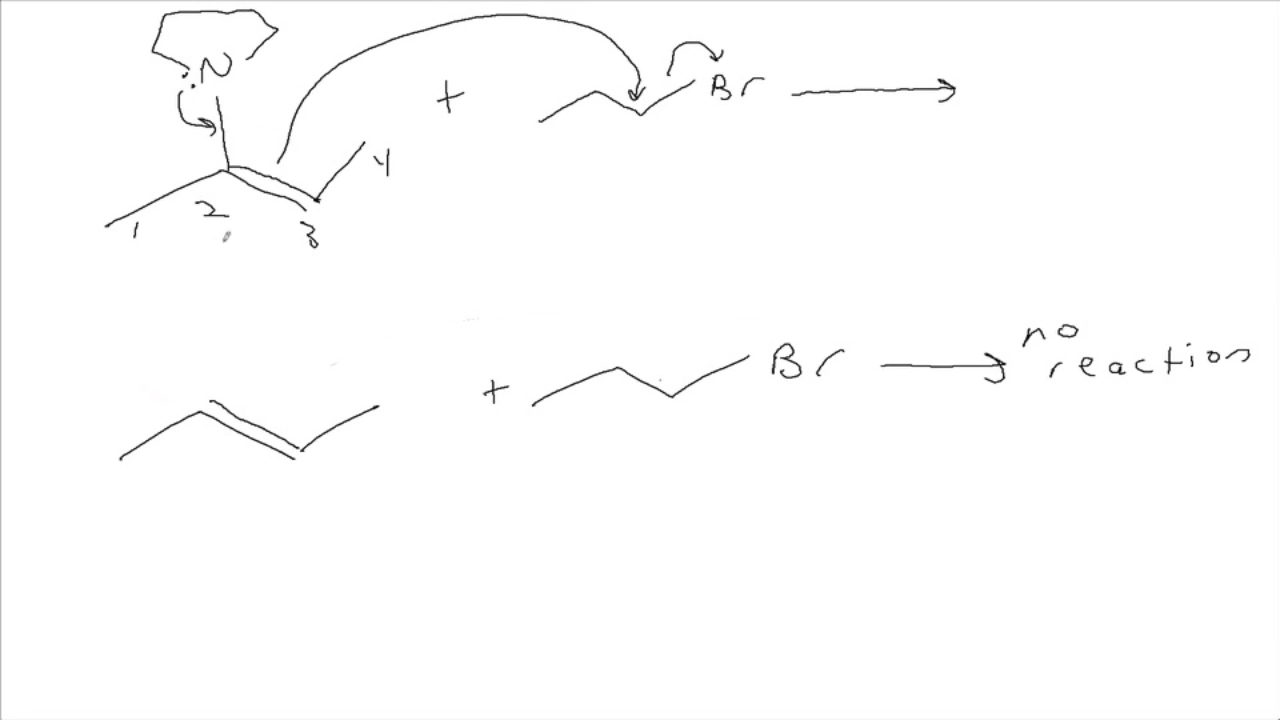 :N
+ Br
4
1 2 3
no
+ Br reaction